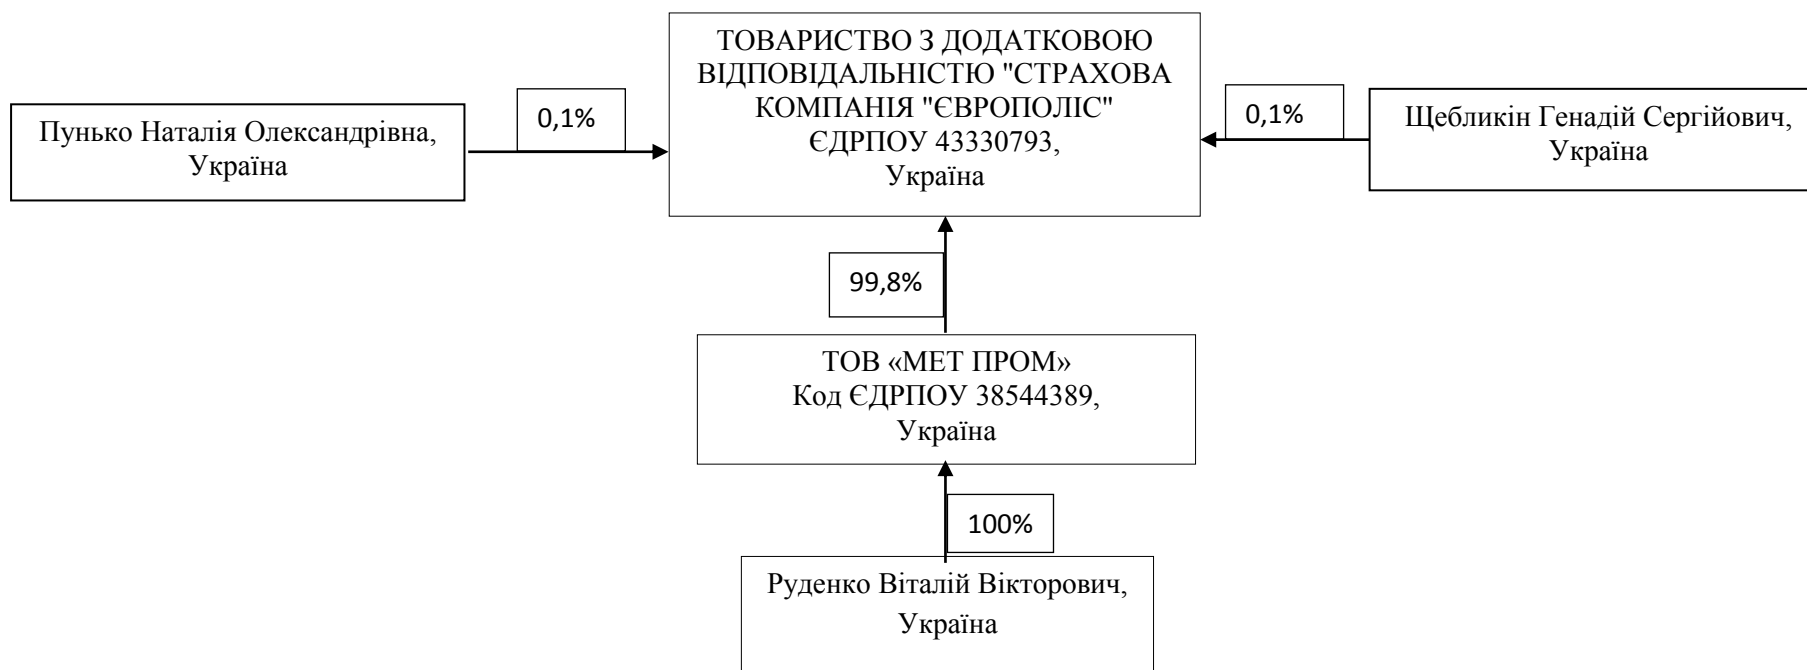 ТОВАРИСТВО З ДОДАТКОВОЮ
ВІДПОВІДАЛЬНІСТЮ "СТРАХОВА
КОМПАНІЯ "ЄВРОПОЛІС"
ЄДРПОУ 43330793,
Україна
Пунько Наталія Олександрівна,
Україна
0,1%
0,1%
Щебликін Генадій Сергійович,
Україна
99,8%
ТОВ «МЕТ ПРОМ»
Код ЄДРПОУ 38544389,
Україна
100%
Руденко Віталій Вікторович,
Україна